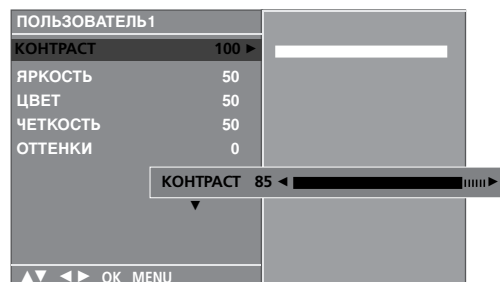 ПОЛЬЗОВАТЕЛЬ1
КОНТРАСТ 100 ►
ЯРКОСТЬ 50
ЦВЕТ 50
ЧЕТКОСТЬ 50
ОТТЕНКИ 0
КОНТРАСТ 85 ◄ ►
▼
▲▼ ◄► OK MENU